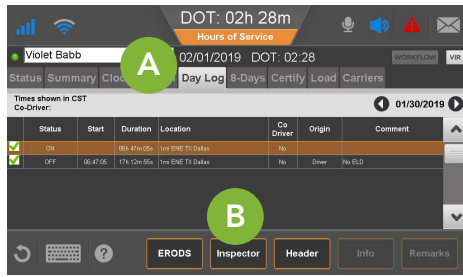 DOT: 02h 28m
Hours of Service
Violet Babb
02/01/2019 DOT: 02:28
WORKFLOW
VIR
A
Status Summary Clo Day Log 8-Days Certify Load Carriers
Times shown in CST
Co-Driver:
01/30/2019
Status Start Duration Location Co Driver Origin Comment
ON 06h 47m 05s 1mi ENE TX Dallas No
OFF 06:47:05 17h 12m 55s 1mi ENE TX Dallas No Driver No ELD
B
ERODS Inspector Header Info Remarks